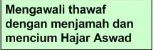 Mengawali thawaf
dengan menjamah dan
mencium Hajar Aswad